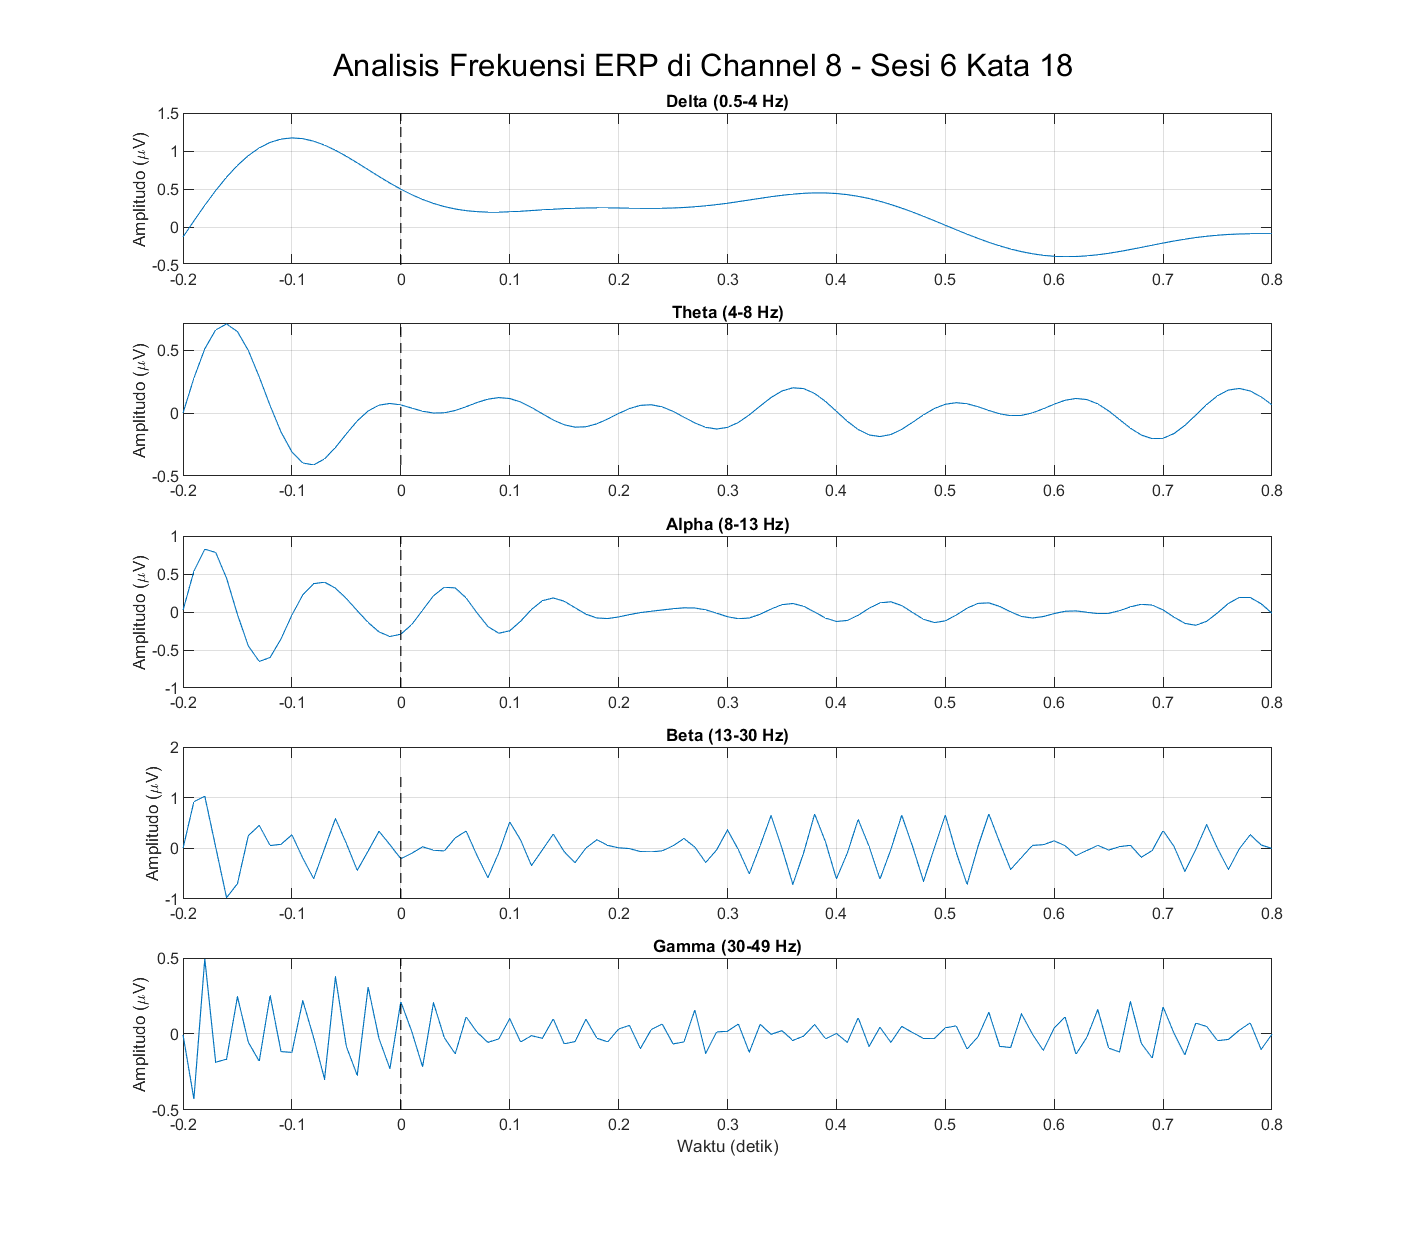 Analisis Frekuensi ERP di Channel 8 - Sesi 6 Kata 18
Delta (0.5-4 Hz)
Amplitudo (μV)
1.5
1
0.5
0
-0.5
-0.2 -0.1 0 0.1 0.2 0.3 0.4 0.5 0.6 0.7 0.8
Theta (4-8 Hz)
Amplitudo (μV)
0.5
0
-0.5
-0.2 -0.1 0 0.1 0.2 0.3 0.4 0.5 0.6 0.7 0.8
Alpha (8-13 Hz)
Amplitudo (μV)
1
0.5
0
-0.5
-1
-0.2 -0.1 0 0.1 0.2 0.3 0.4 0.5 0.6 0.7 0.8
Beta (13-30 Hz)
Amplitudo (μV)
2
1
0
-1
-0.2 -0.1 0 0.1 0.2 0.3 0.4 0.5 0.6 0.7 0.8
Gamma (30-49 Hz)
Amplitudo (μV)
0.5
0
-0.5
-0.2 -0.1 0 0.1 0.2 0.3 0.4 0.5 0.6 0.7 0.8
Waktu (detik)